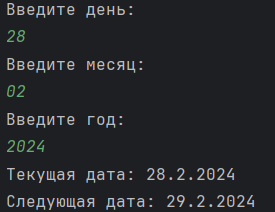 Введите день:
28
Введите месяц:
02
Введите год:
2024
Текущая дата: 28.2.2024
Следующая дата: 29.2.2024